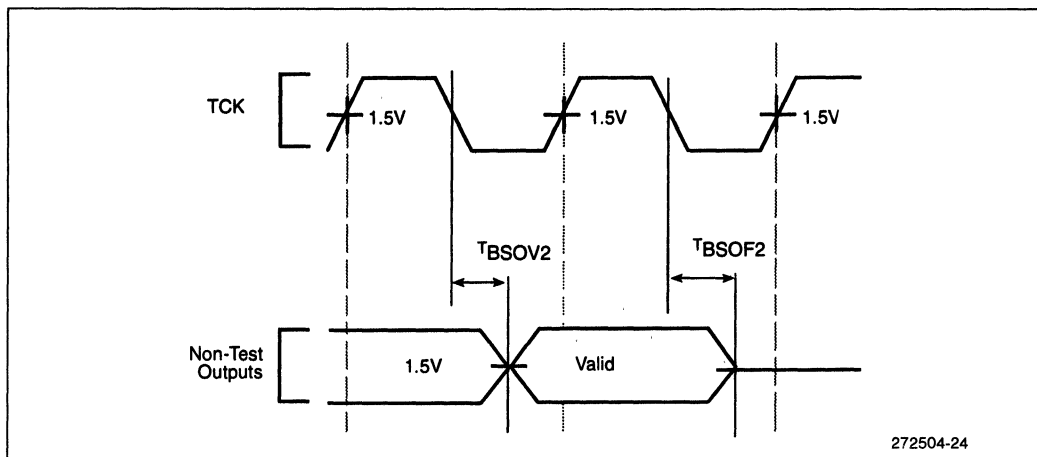 TCK
1.5V
1.5V
1.5V
TBSOV2
TBSOF2
Non-Test
Outputs
1.5V
Valid
272504-24